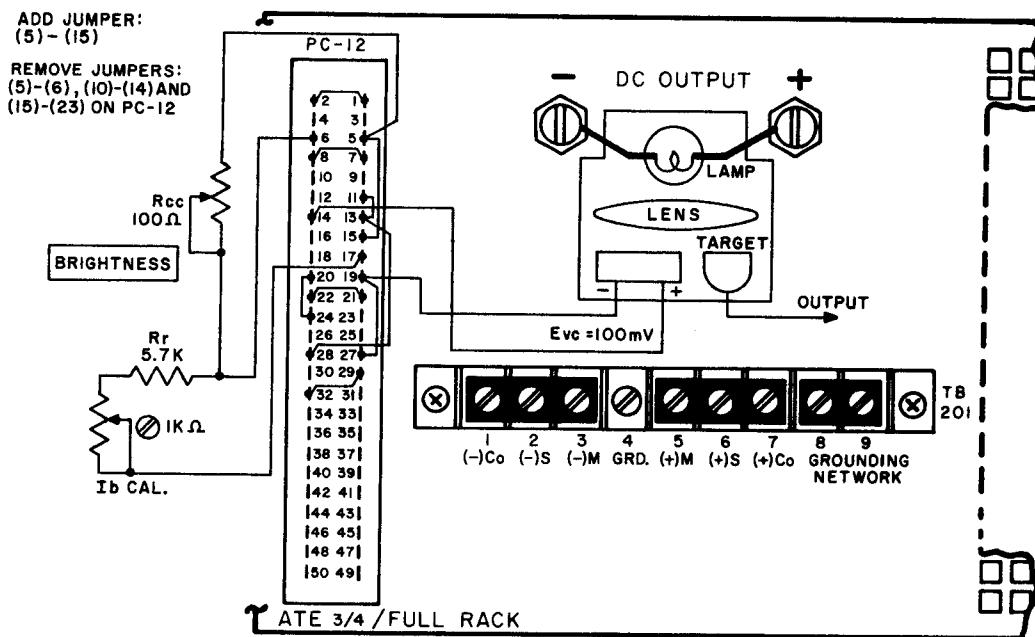 ADD JUMPER:
(5)-(15)
REMOVE JUMPERS:
(5)-(6), (10)-(14) AND
(15)-(23) ON PC-12
PC-12
2 1
4 3
6 5
8 7
10 9
12 11
14 13
16 15
18 17
20 19
22 21
24 23
26 25
28 27
30 29
32 31
34 33
36 35
38 37
40 39
42 41
44 43
46 45
48 47
50 49
Rcc
100Ω
BRIGHTNESS
Rr
5.7K
1KΩ
Ib CAL.
- DC OUTPUT +
LAMP
LENS
TARGET
- +
OUTPUT
Evc=100mV
TB
201
1 2 3 4 5 6 7 8 9
(-)Co (-)S (-)M GRD. (+)M (+)S (+)Co GROUNDING
NETWORK
ATE 3/4 / FULL RACK